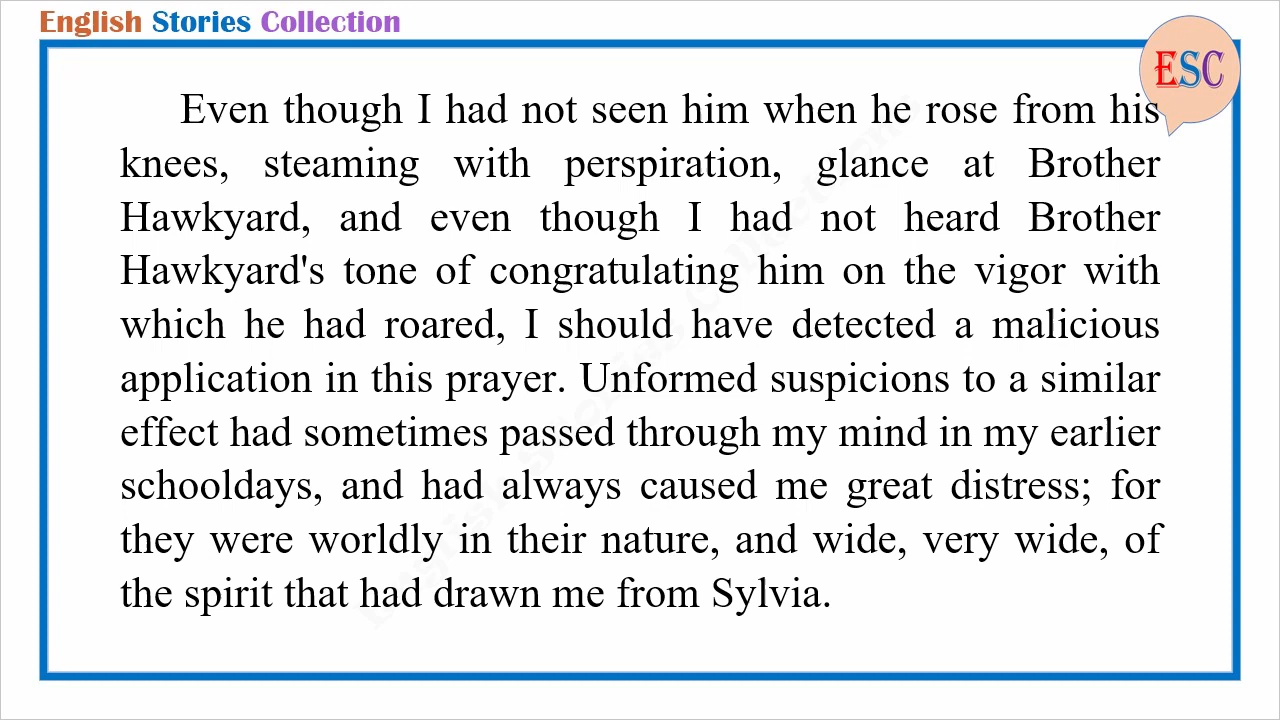 English Stories Collection
ESC
Even though I had not seen him when he rose from his
knees, steaming with perspiration, glance at Brother
Hawkyard, and even though I had not heard Brother
Hawkyard's tone of congratulating him on the vigor with
which he had roared, I should have detected a malicious
application in this prayer. Unformed suspicions to a similar
effect had sometimes passed through my mind in my earlier
schooldays, and had always caused me great distress; for
they were worldly in their nature, and wide, very wide, of
the spirit that had drawn me from Sylvia.
English Stories Collections